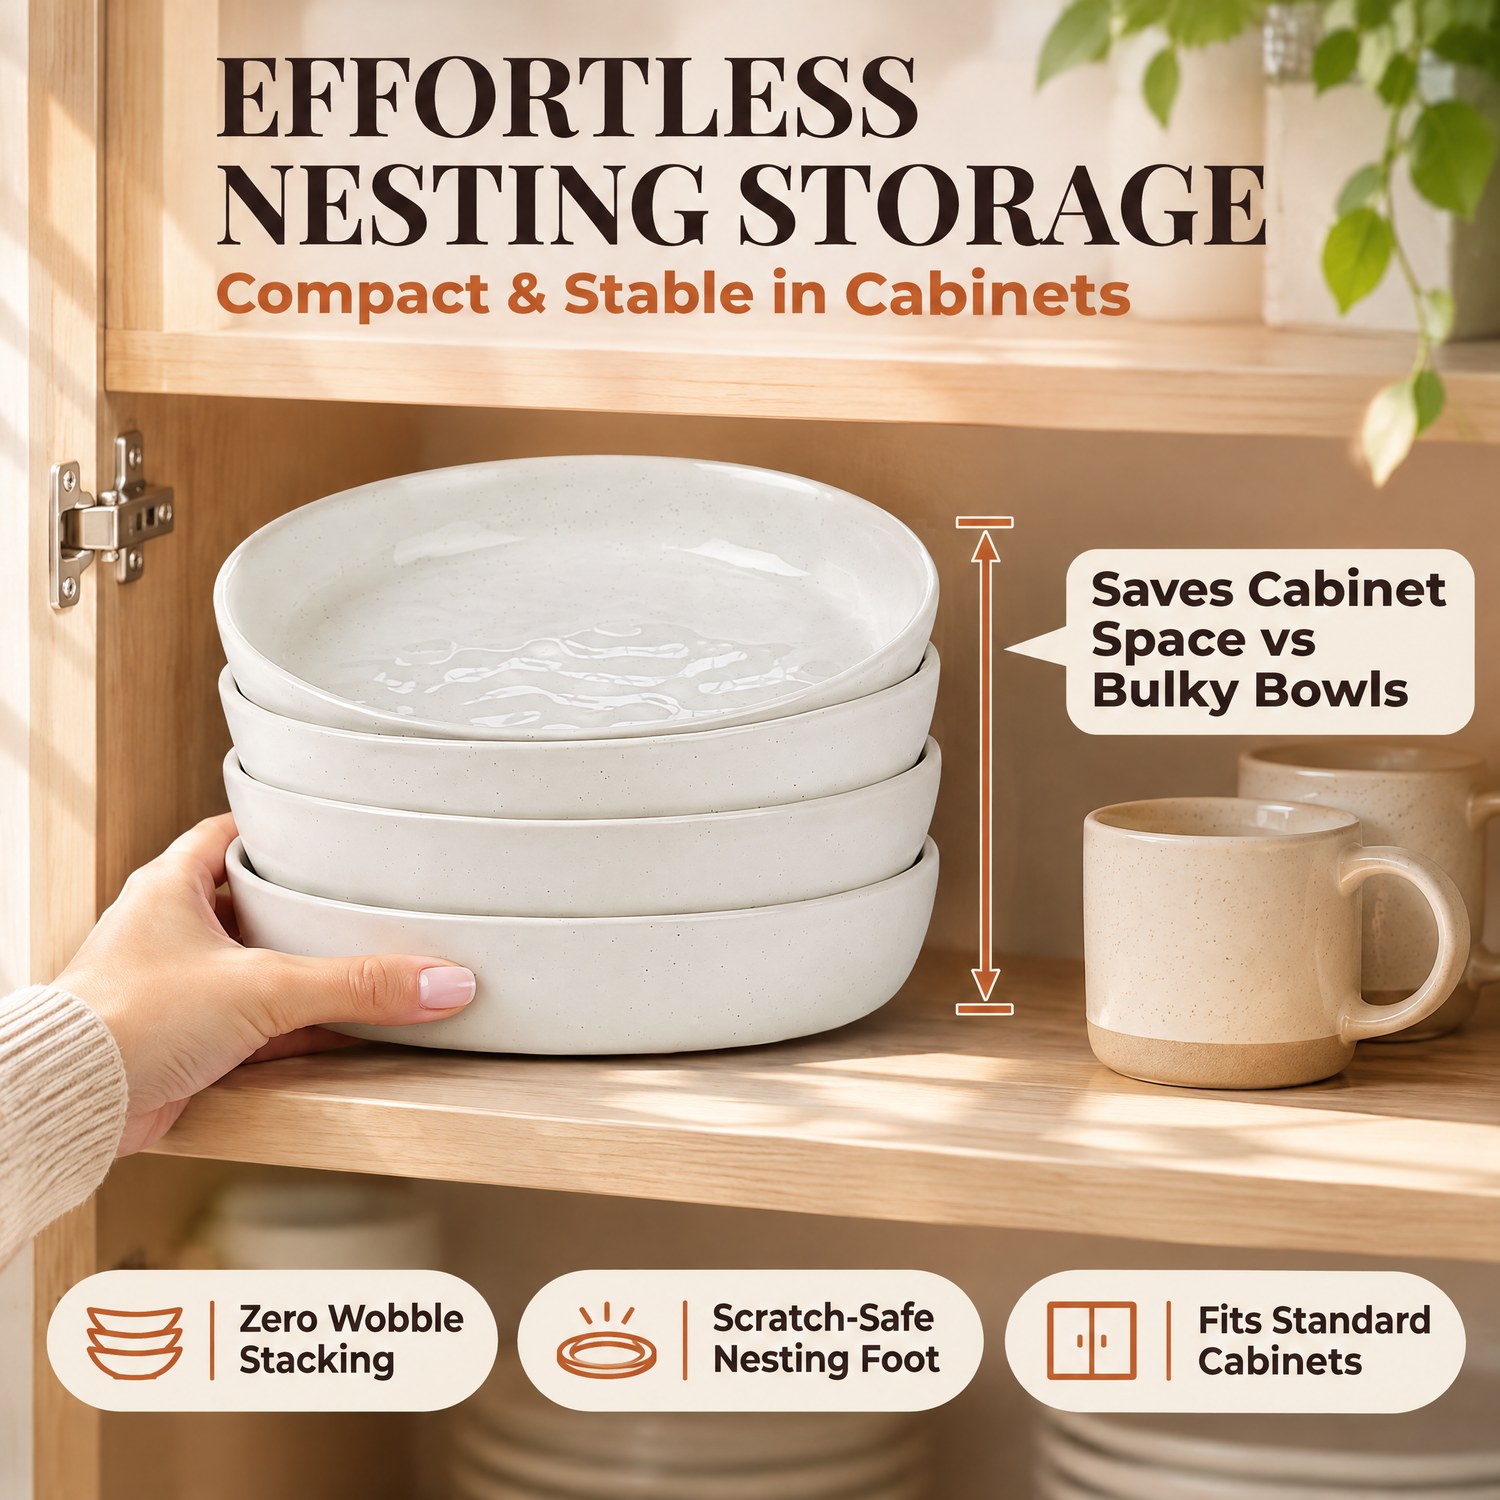 EFFORTLESS
NESTING STORAGE
Compact & Stable in Cabinets
Saves Cabinet
Space vs
Bulky Bowls
Zero Wobble
Stacking
Scratch-Safe
Nesting Foot
Fits Standard
Cabinets